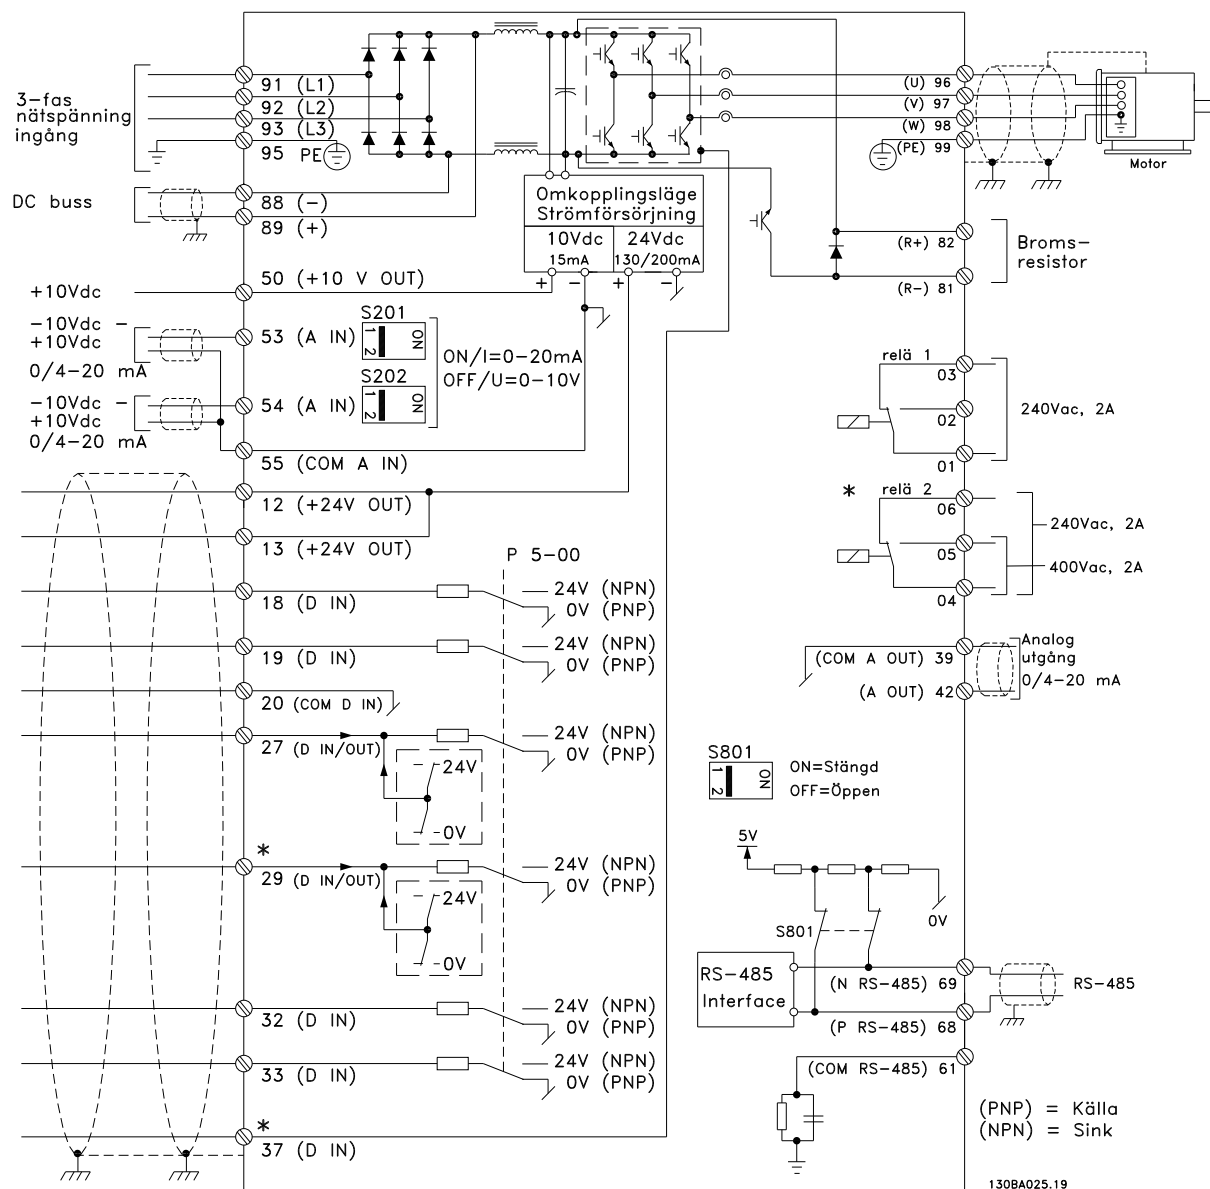 3-fas
nätspänning
ingång
91 (L1)
92 (L2)
93 (L3)
95 PE
DC buss
88 (-)
89 (+)
+10Vdc
50 (+10 V OUT)
-10Vdc -
+10Vdc
0/4-20 mA
53 (A IN)
S201
1 2
ON
ON/I=0-20mA
OFF/U=0-10V
S202
1 2
ON
-10Vdc -
+10Vdc
0/4-20 mA
54 (A IN)
55 (COM A IN)
12 (+24V OUT)
13 (+24V OUT)
P 5-00
18 (D IN)
24V (NPN)
0V (PNP)
19 (D IN)
24V (NPN)
0V (PNP)
20 (COM D IN)
27 (D IN/OUT)
24V (NPN)
0V (PNP)
24V
0V
*
29 (D IN/OUT)
24V (NPN)
0V (PNP)
24V
0V
32 (D IN)
24V (NPN)
0V (PNP)
33 (D IN)
24V (NPN)
0V (PNP)
*
37 (D IN)
Omkopplingsläge
Strömförsörjning
10Vdc
15mA
24Vdc
130/200mA
+ - + -
(U) 96
(V) 97
(W) 98
(PE) 99
Motor
(R+) 82
(R-) 81
Broms-
resistor
relä 1
03
02
01
240Vac, 2A
* relä 2
06
05
04
240Vac, 2A
400Vac, 2A
(COM A OUT) 39
(A OUT) 42
Analog
utgång
0/4-20 mA
S801
1 2
ON
ON=Stängd
OFF=Öppen
5V
0V
S801
RS-485
Interface
(N RS-485) 69
(P RS-485) 68
(COM RS-485) 61
RS-485
(PNP) = Källa
(NPN) = Sink
130BA025.19